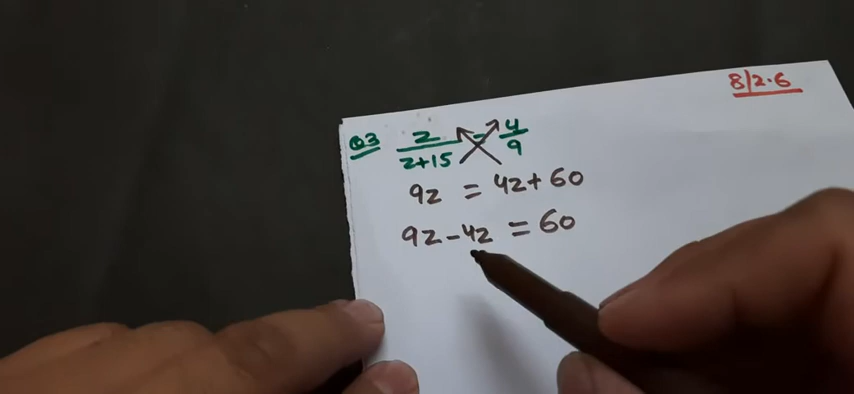 8/2.6
Q3 z/(z+15) = 4/9
9z = 4z+60
9z-4z = 60